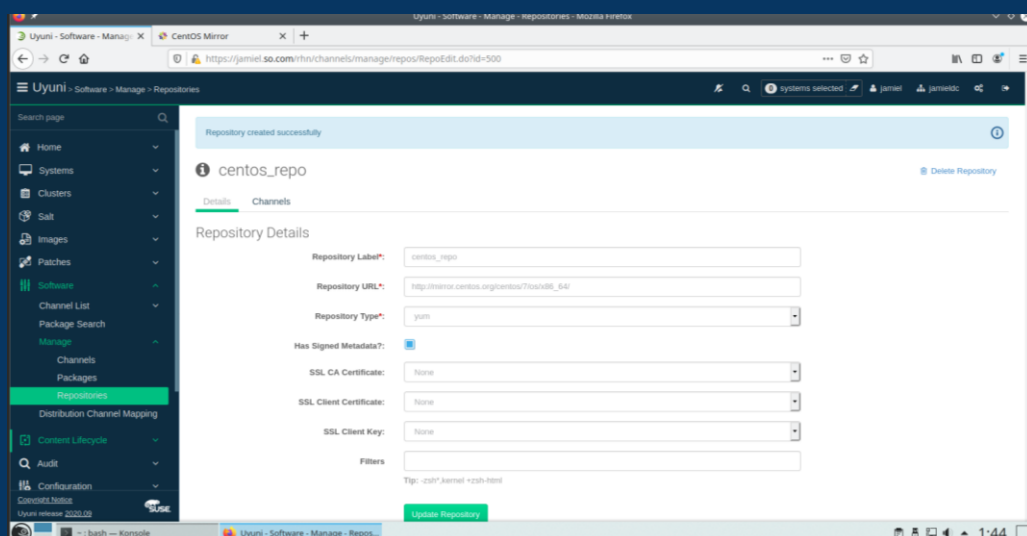 Uyuni - Software - Manage - Repositories - Mozilla Firefox
Uyuni - Software - Manage
CentOS Mirror
https://jamiel.so.com/rhn/channels/manage/repos/RepoEdit.do?id=500
Uyuni > Software > Manage > Repositories
0 systems selected
jamiel
jamieldc
Search page
Home
Systems
Clusters
Salt
Images
Patches
Software
Channel List
Package Search
Manage
Channels
Packages
Repositories
Distribution Channel Mapping
Content Lifecycle
Audit
Configuration
Copyright Notice
Uyuni release 2020.09
SUSE
Repository created successfully
centos_repo
Delete Repository
Details Channels
Repository Details
Repository Label*: centos_repo
Repository URL*: http://mirror.centos.org/centos/7/os/x86_64/
Repository Type*: yum
Has Signed Metadata?:
SSL CA Certificate: None
SSL Client Certificate: None
SSL Client Key: None
Filters
Tip: -zsh*,kernel +zsh-html
Update Repository
~ : bash — Konsole
Uyuni - Software - Manage - Repos...
1:44